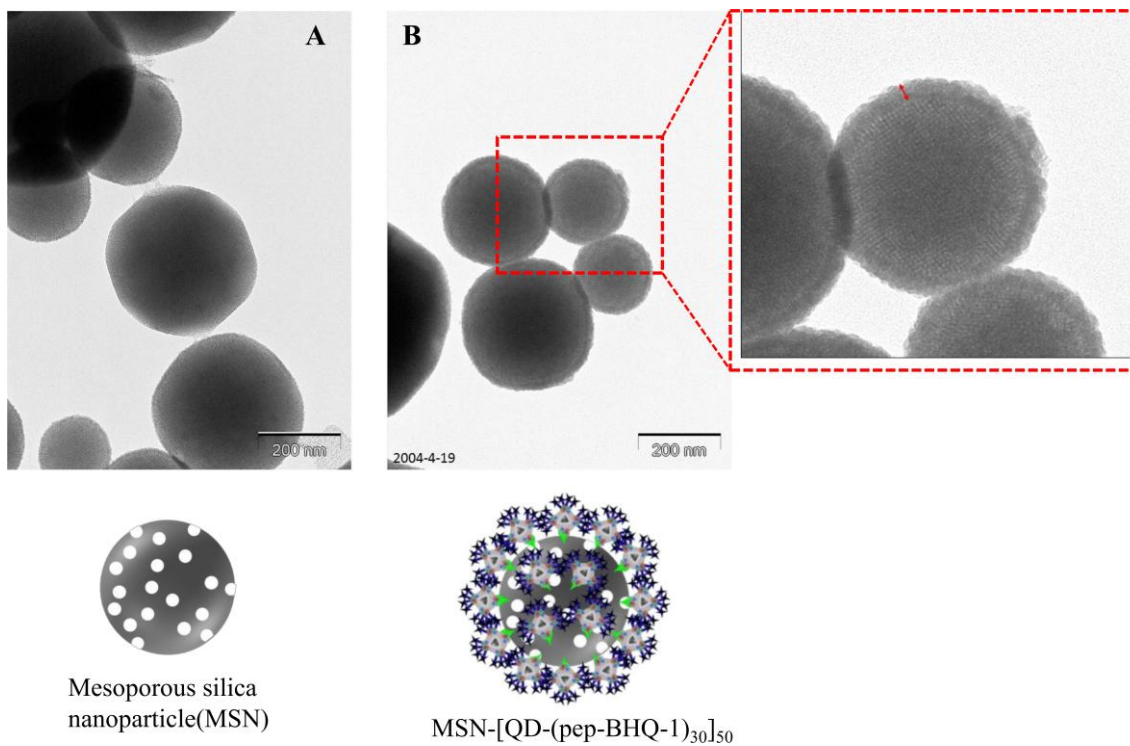 A
B
200 nm
2004-4-19
200 nm
Mesoporous silica
nanoparticle(MSN)
MSN-[QD-(pep-BHQ-1)30]50